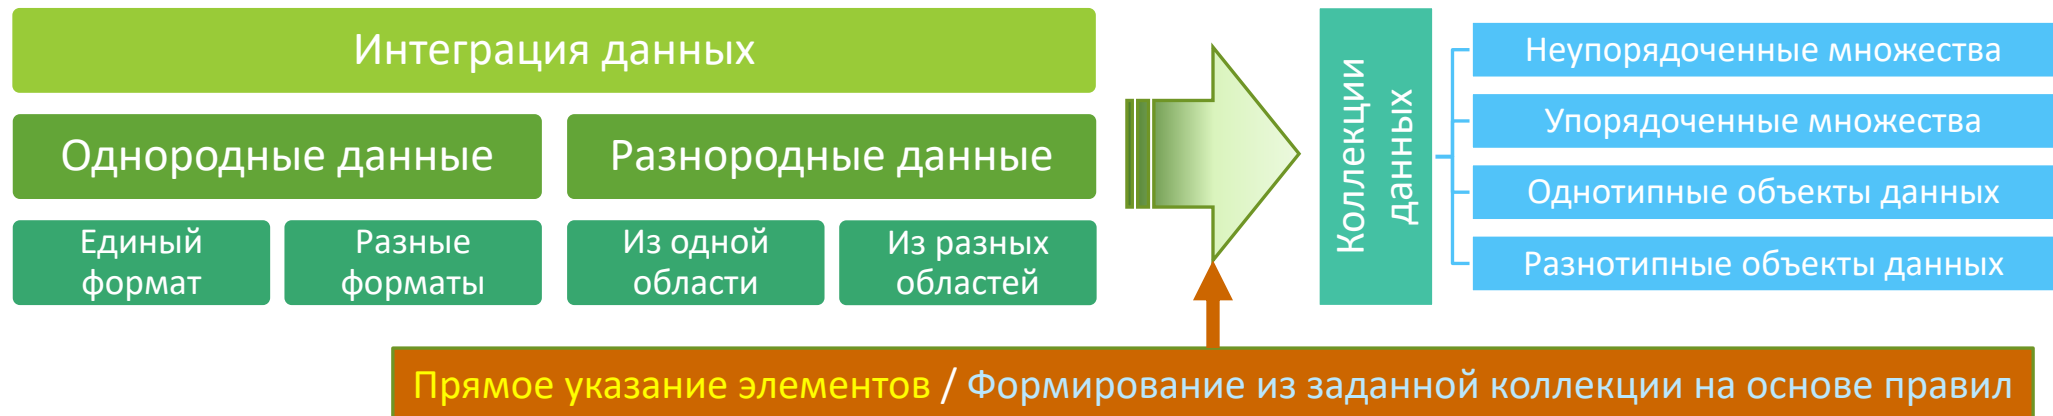 Интеграция данных
Однородные данные
Разнородные данные
Единый
формат
Разные
форматы
Из одной
области
Из разных
областей
Коллекции
данных
Неупорядоченные множества
Упорядоченные множества
Однотипные объекты данных
Разнотипные объекты данных
Прямое указание элементов / Формирование из заданной коллекции на основе правил